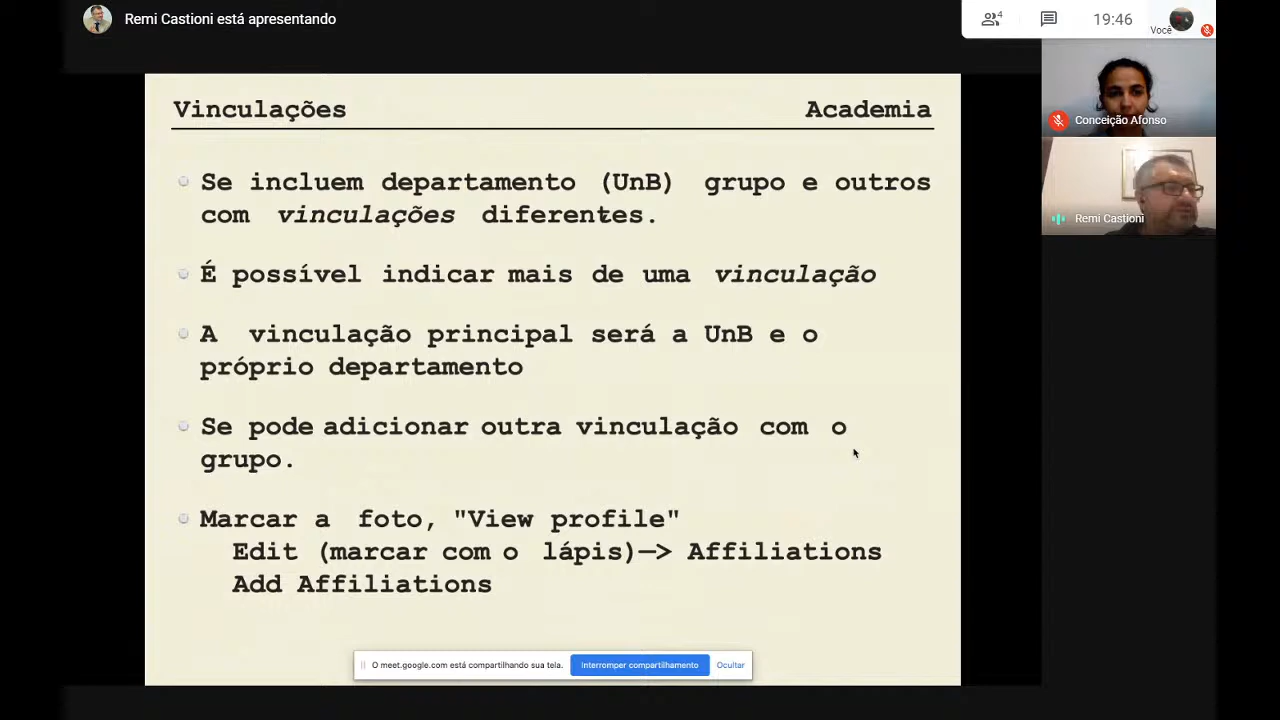 Remi Castioni está apresentando
4
19:46
Você
Conceição Afonso
Remi Castioni
Vinculações Academia
Se incluem departamento (UnB) grupo e outros
com vinculações diferentes.
É possível indicar mais de uma vinculação
A vinculação principal será a UnB e o
próprio departamento
Se pode adicionar outra vinculação com o
grupo.
Marcar a foto, "View profile"
Edit (marcar com o lápis)—> Affiliations
Add Affiliations
O meet.google.com está compartilhando sua tela. Interromper compartilhamento Ocultar